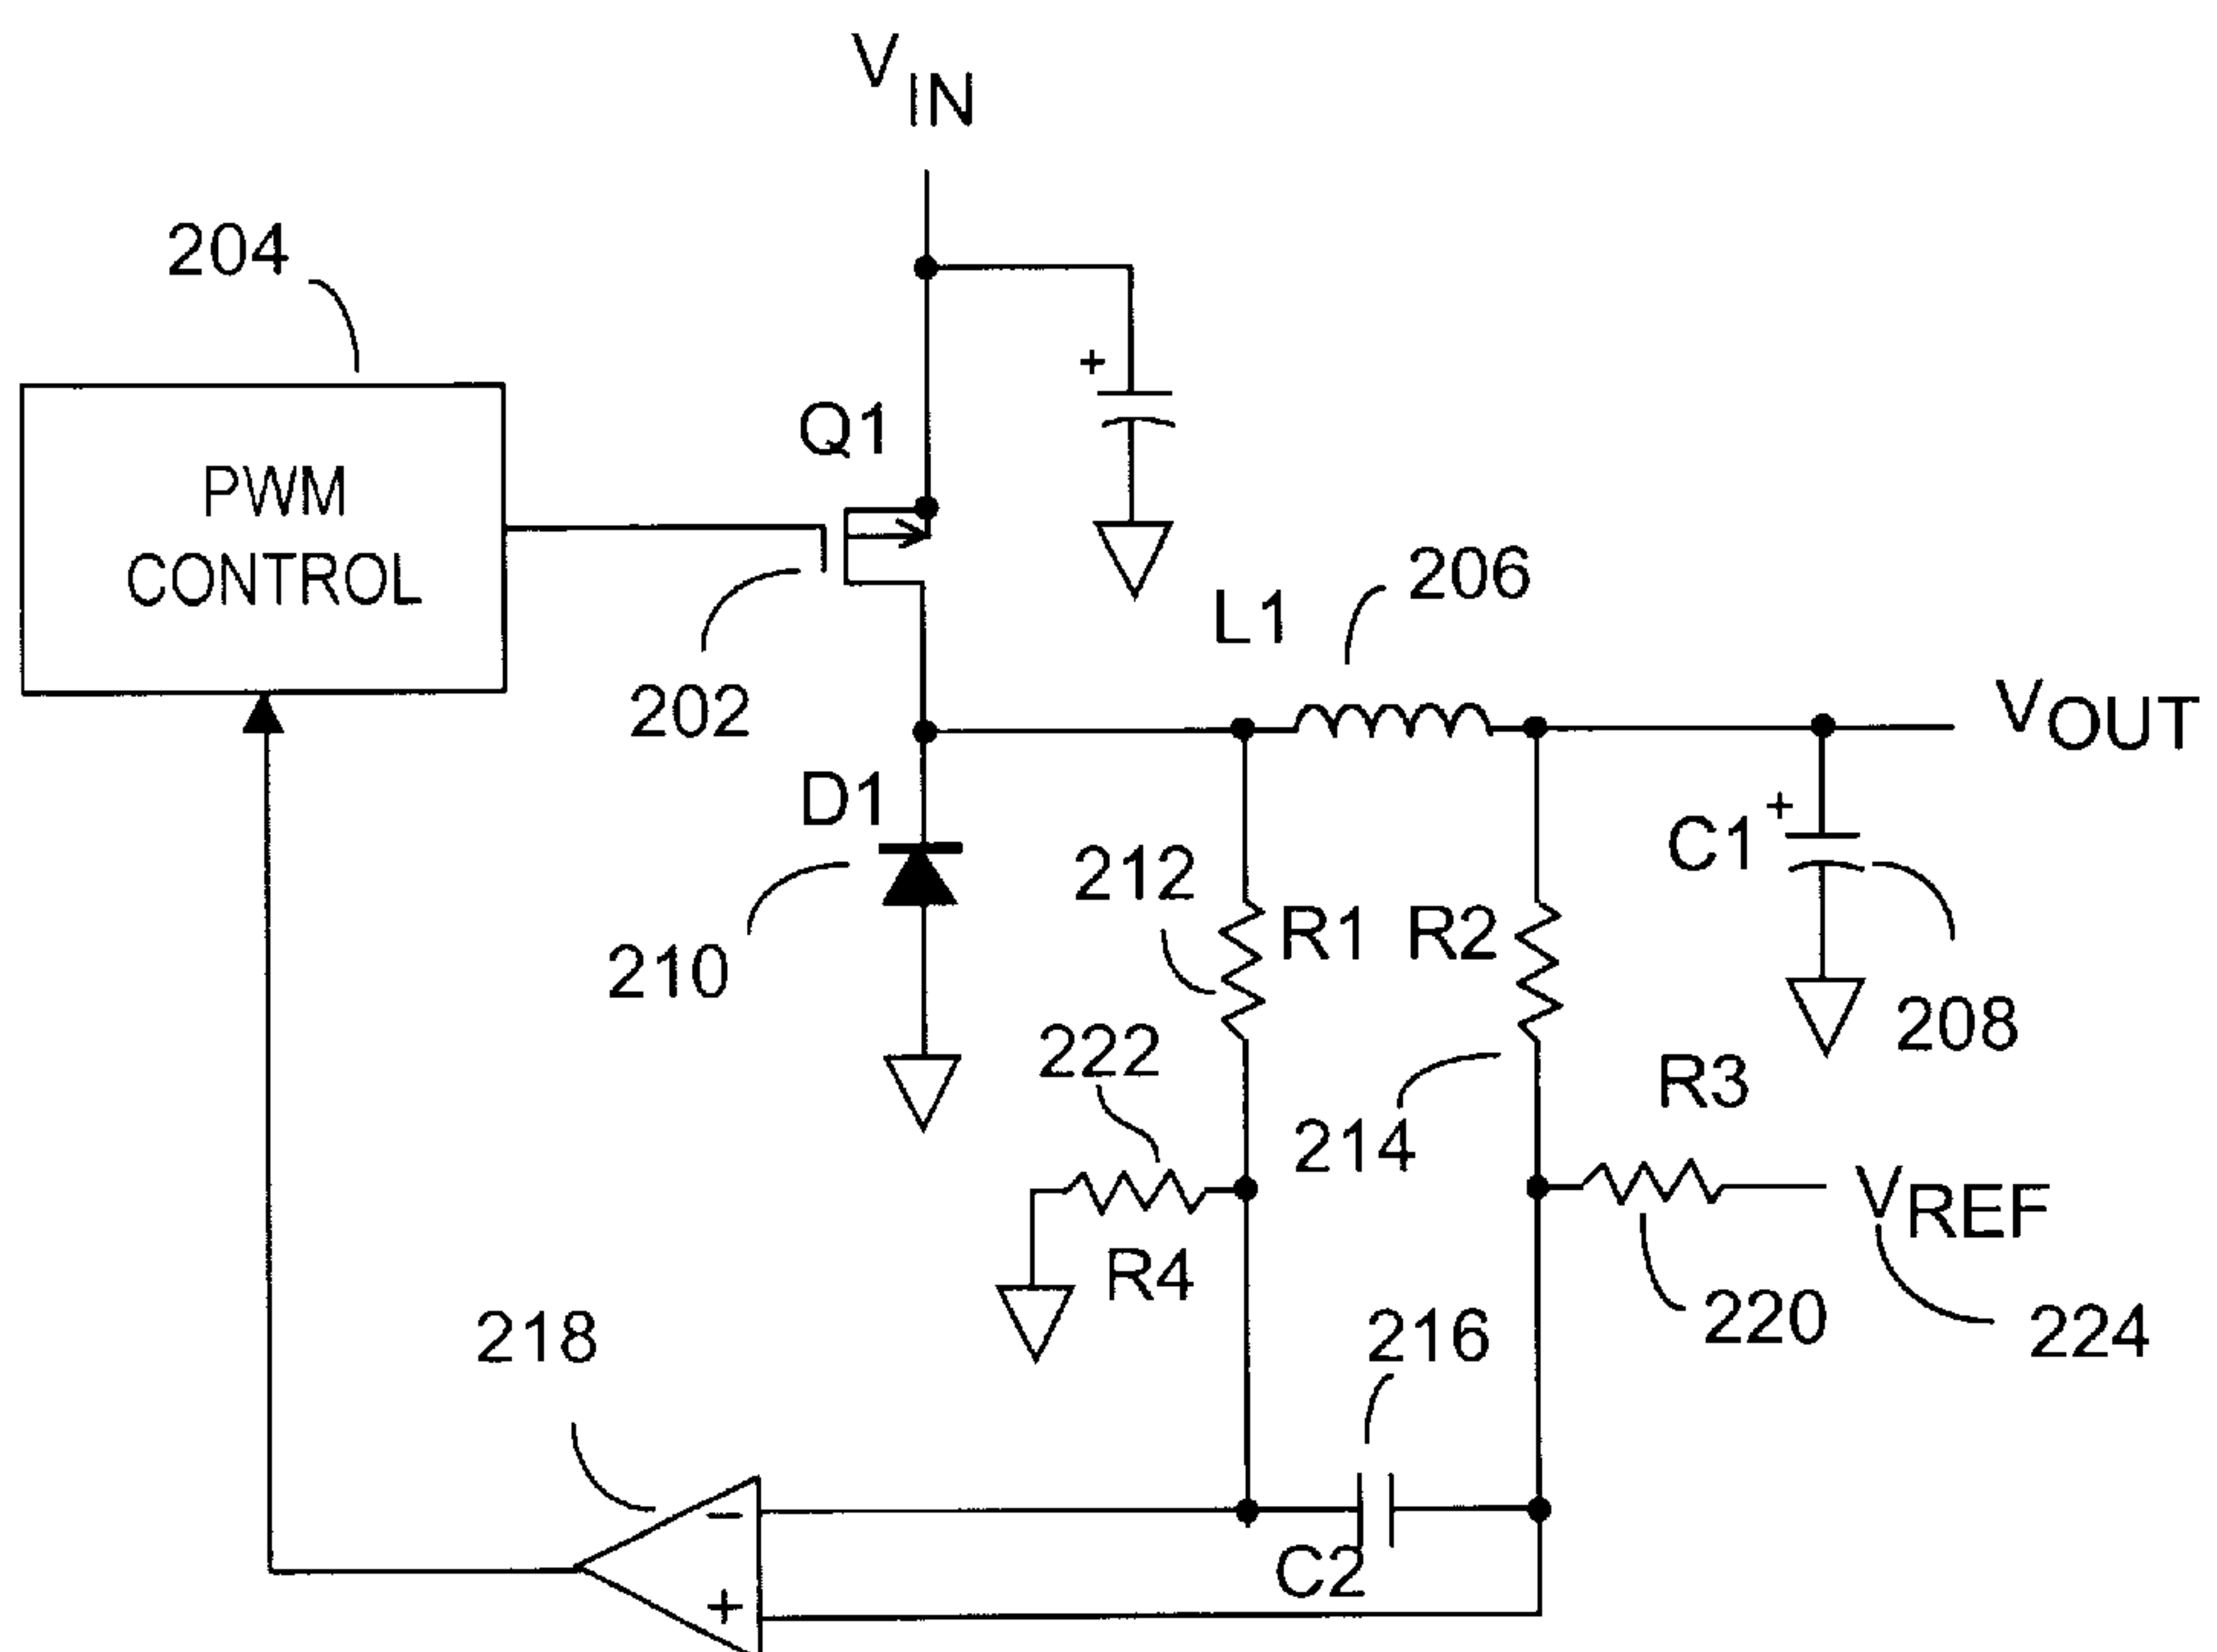 VIN
204
+
Q1
PWM
CONTROL
L1
206
202
VOUT
D1
+
C1
212
R1
R2
210
208
222
R3
214
VREF
R4
216
220
224
218
−
C2
+